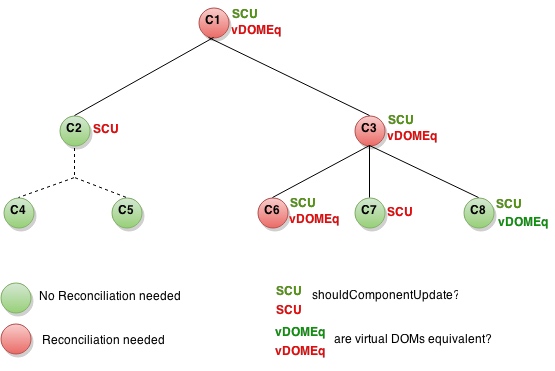 C1 SCU
vDOMEq
C2 SCU
C3 SCU
vDOMEq
C4
C5
C6 SCU
vDOMEq
C7 SCU
C8 SCU
vDOMEq
No Reconciliation needed
Reconciliation needed
SCU shouldComponentUpdate?
SCU
vDOMEq
are virtual DOMs equivalent?
vDOMEq